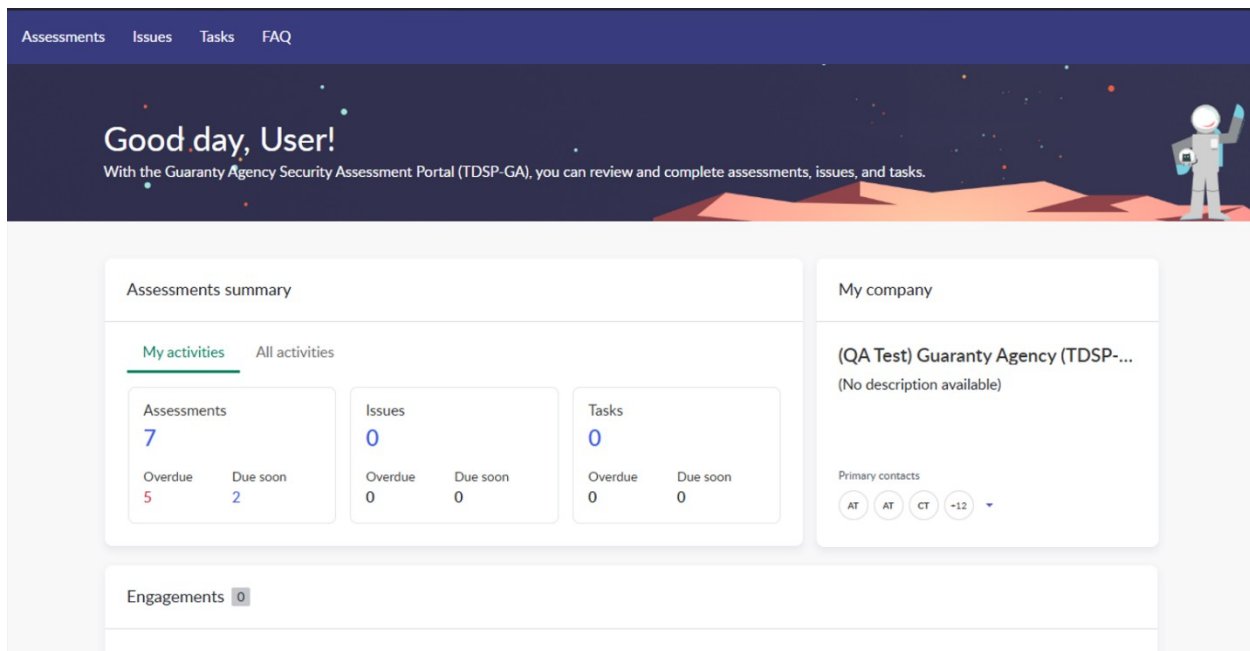 Assessments Issues Tasks FAQ
Good day, User!
With the Guaranty Agency Security Assessment Portal (TDSP-GA), you can review and complete assessments, issues, and tasks.
Assessments summary
My activities All activities
Assessments
7
Overdue Due soon
5 2
Issues
0
Overdue Due soon
0 0
Tasks
0
Overdue Due soon
0 0
My company
(QA Test) Guaranty Agency (TDSP-...
(No description available)
Primary contacts
AT AT CT +12
Engagements 0